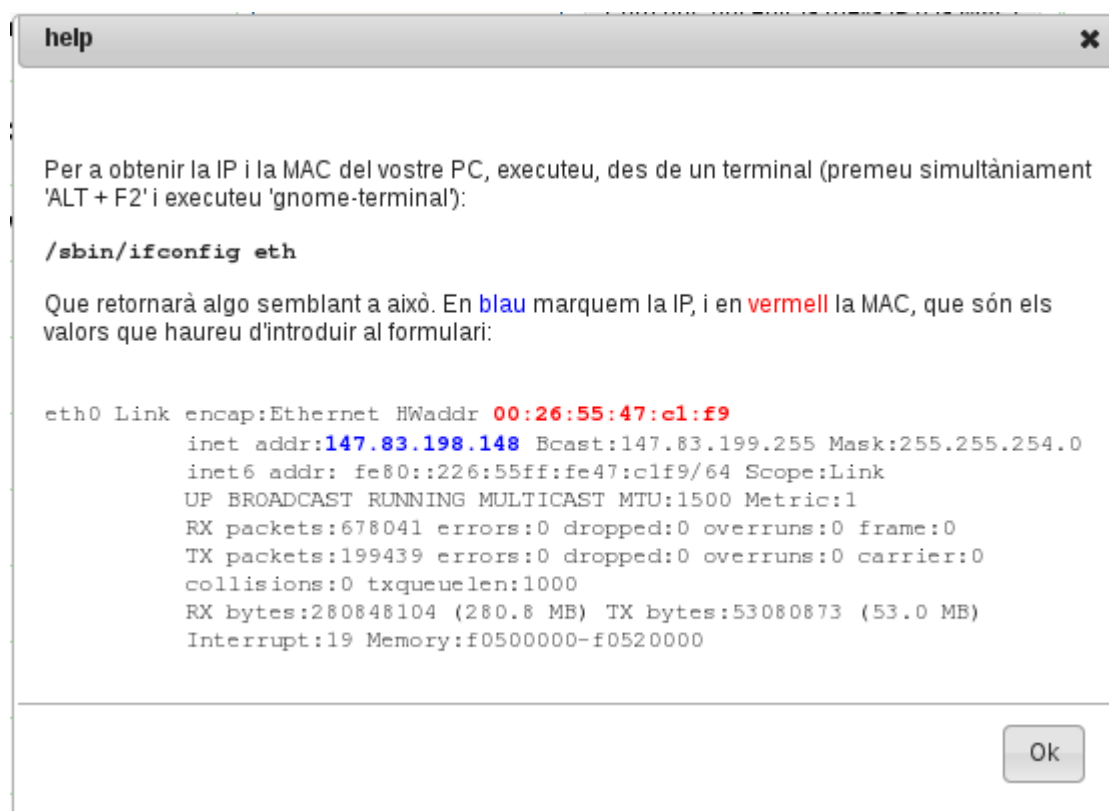 help
Per a obtenir la IP i la MAC del vostre PC, executeu, des de un terminal (premeu simultàniament
'ALT + F2' i executeu 'gnome-terminal'):
/sbin/ifconfig eth
Que retornarà algo semblant a això. En blau marquem la IP, i en vermell la MAC, que són els
valors que haureu d'introduir al formulari:
eth0 Link encap:Ethernet HWaddr 00:26:55:47:c1:f9
inet addr:147.83.198.148 Bcast:147.83.199.255 Mask:255.255.254.0
inet6 addr: fe80::226:55ff:fe47:c1f9/64 Scope:Link
UP BROADCAST RUNNING MULTICAST MTU:1500 Metric:1
RX packets:678041 errors:0 dropped:0 overruns:0 frame:0
TX packets:199439 errors:0 dropped:0 overruns:0 carrier:0
collisions:0 txqueuelen:1000
RX bytes:280848104 (280.8 MB) TX bytes:53080873 (53.0 MB)
Interrupt:19 Memory:f0500000-f0520000
Ok